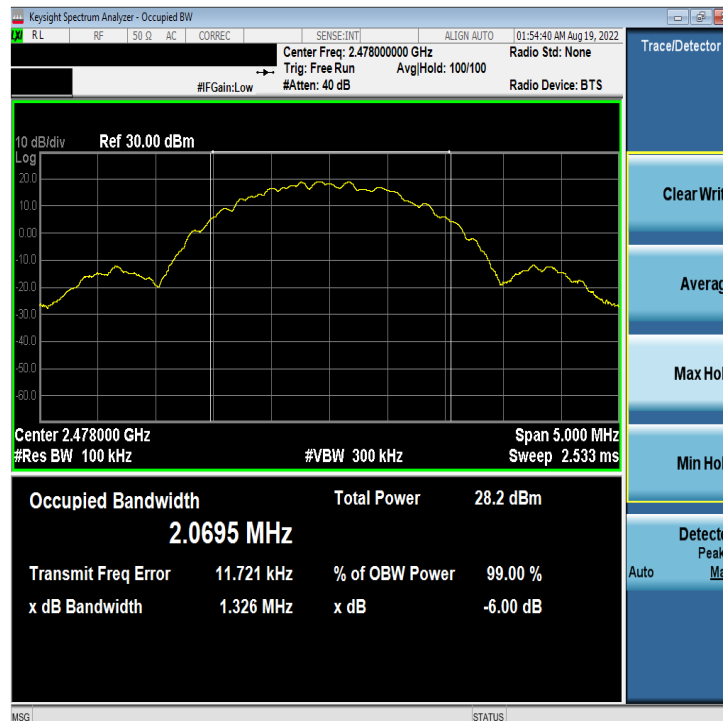 Keysight Spectrum Analyzer - Occupied BW
LXI RL RF 50 Ω AC CORREC SENSE:INT ALIGN AUTO 01:54:40 AM Aug 19, 2022
Center Freq: 2.478000000 GHz Radio Std: None
Trig: Free Run Avg|Hold: 100/100
#IFGain:Low #Atten: 40 dB Radio Device: BTS
Trace/Detector
10 dB/div Ref 30.00 dBm
Log
20.0
10.0
0.00
-10.0
-20.0
-30.0
-40.0
-50.0
-60.0
Center 2.478000 GHz Span 5.000 MHz
#Res BW 100 kHz #VBW 300 kHz Sweep 2.533 ms
Occupied Bandwidth Total Power 28.2 dBm
2.0695 MHz
Transmit Freq Error 11.721 kHz % of OBW Power 99.00 %
x dB Bandwidth 1.326 MHz x dB -6.00 dB
Clear Writ
Averag
Max Hol
Min Hol
Detecto
Peak
Auto Ma
MSG STATUS